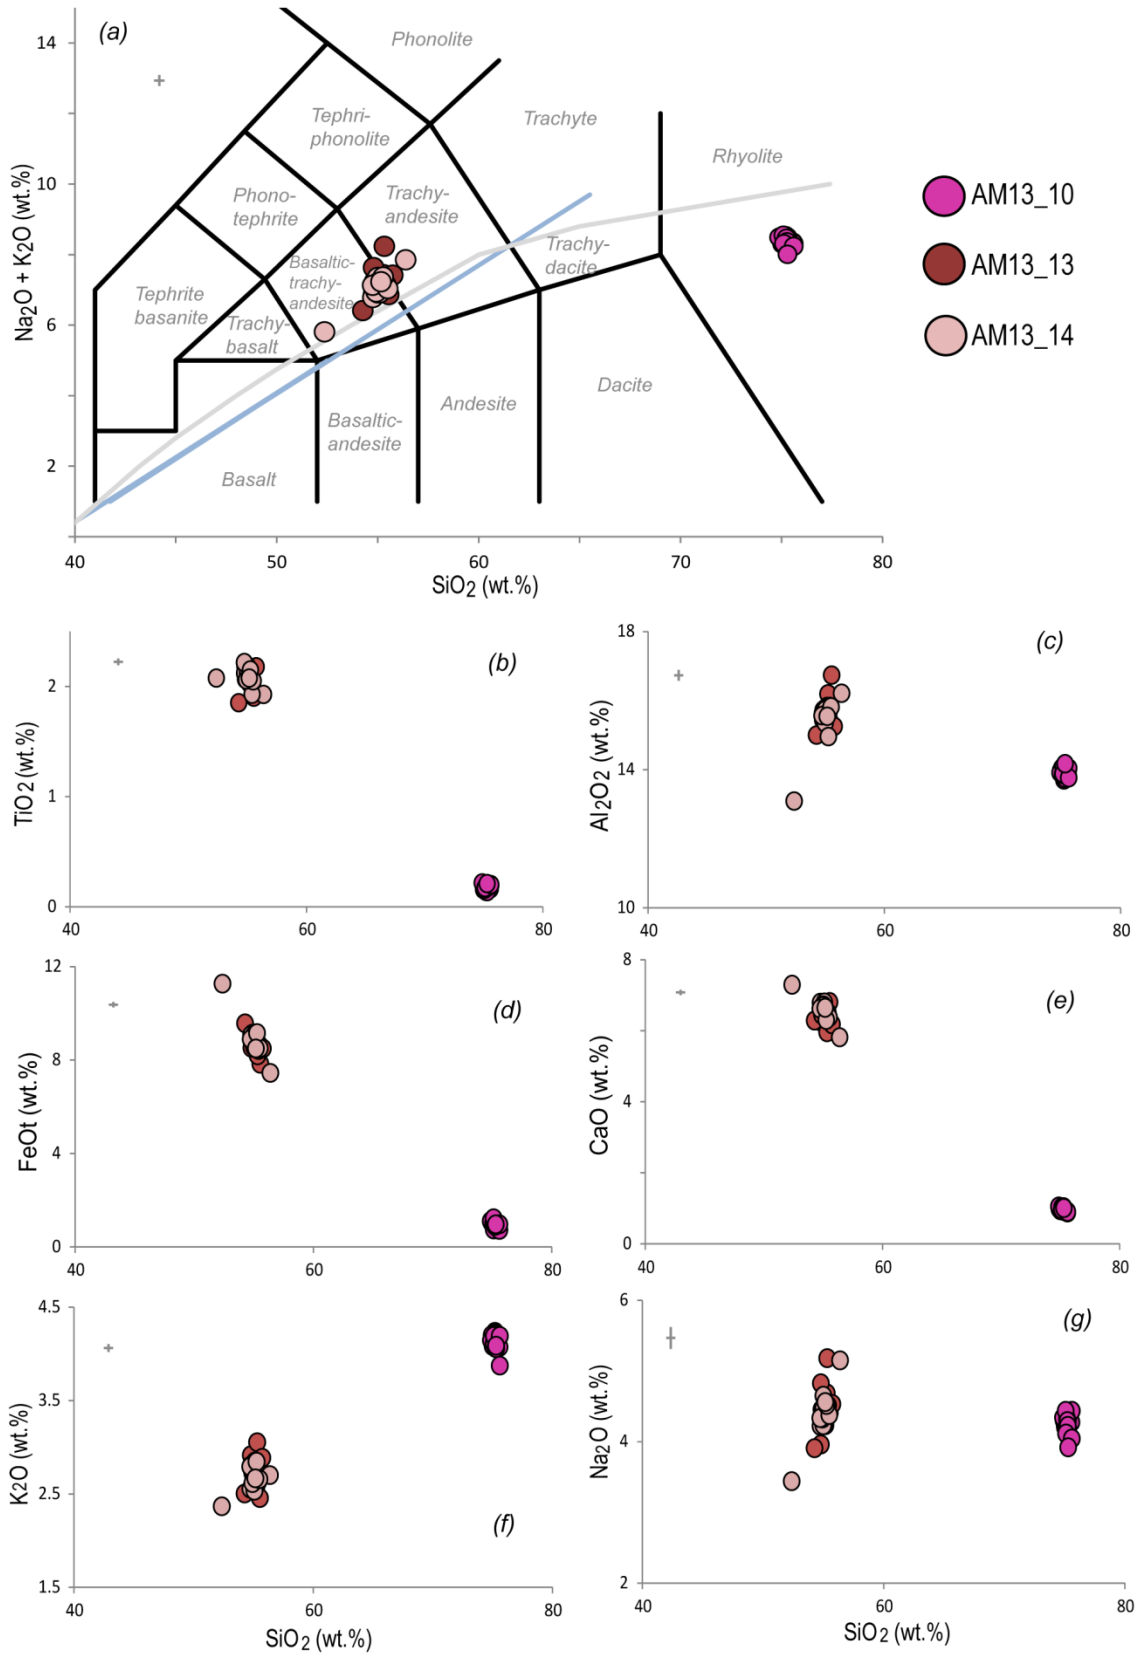 (a)
14
10
6
2
Na2O + K2O (wt.%)
Phonolite
Tephri-
phonolite
Trachyte
Rhyolite
Phono-
tephrite
Trachy-
andesite
Basaltic-
trachy-
andesite
Trachy-
dacite
Tephrite
basanite
Trachy-
basalt
Dacite
Andesite
Basaltic-
andesite
Basalt
40
50
60
70
80
SiO2 (wt.%)
AM13_10
AM13_13
AM13_14
(b)
2
1
0
TiO2 (wt.%)
40
60
80
(c)
18
14
10
Al2O2 (wt.%)
40
60
80
(d)
12
8
4
0
FeOt (wt.%)
40
60
80
(e)
8
4
0
CaO (wt.%)
40
60
80
(f)
4.5
3.5
2.5
1.5
K2O (wt.%)
40
60
80
SiO2 (wt.%)
(g)
6
4
2
Na2O (wt.%)
40
60
80
SiO2 (wt.%)